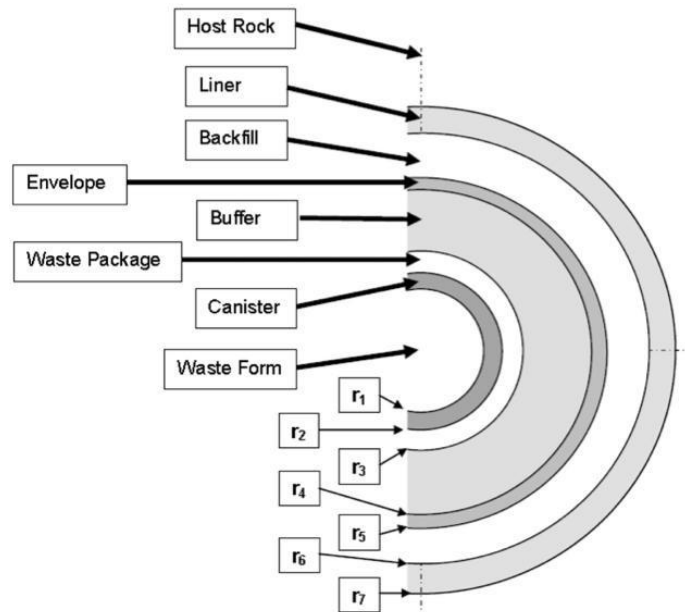 Host Rock
Liner
Backfill
Envelope
Buffer
Waste Package
Canister
Waste Form
r₁
r₂
r₃
r₄
r₅
r₆
r₇